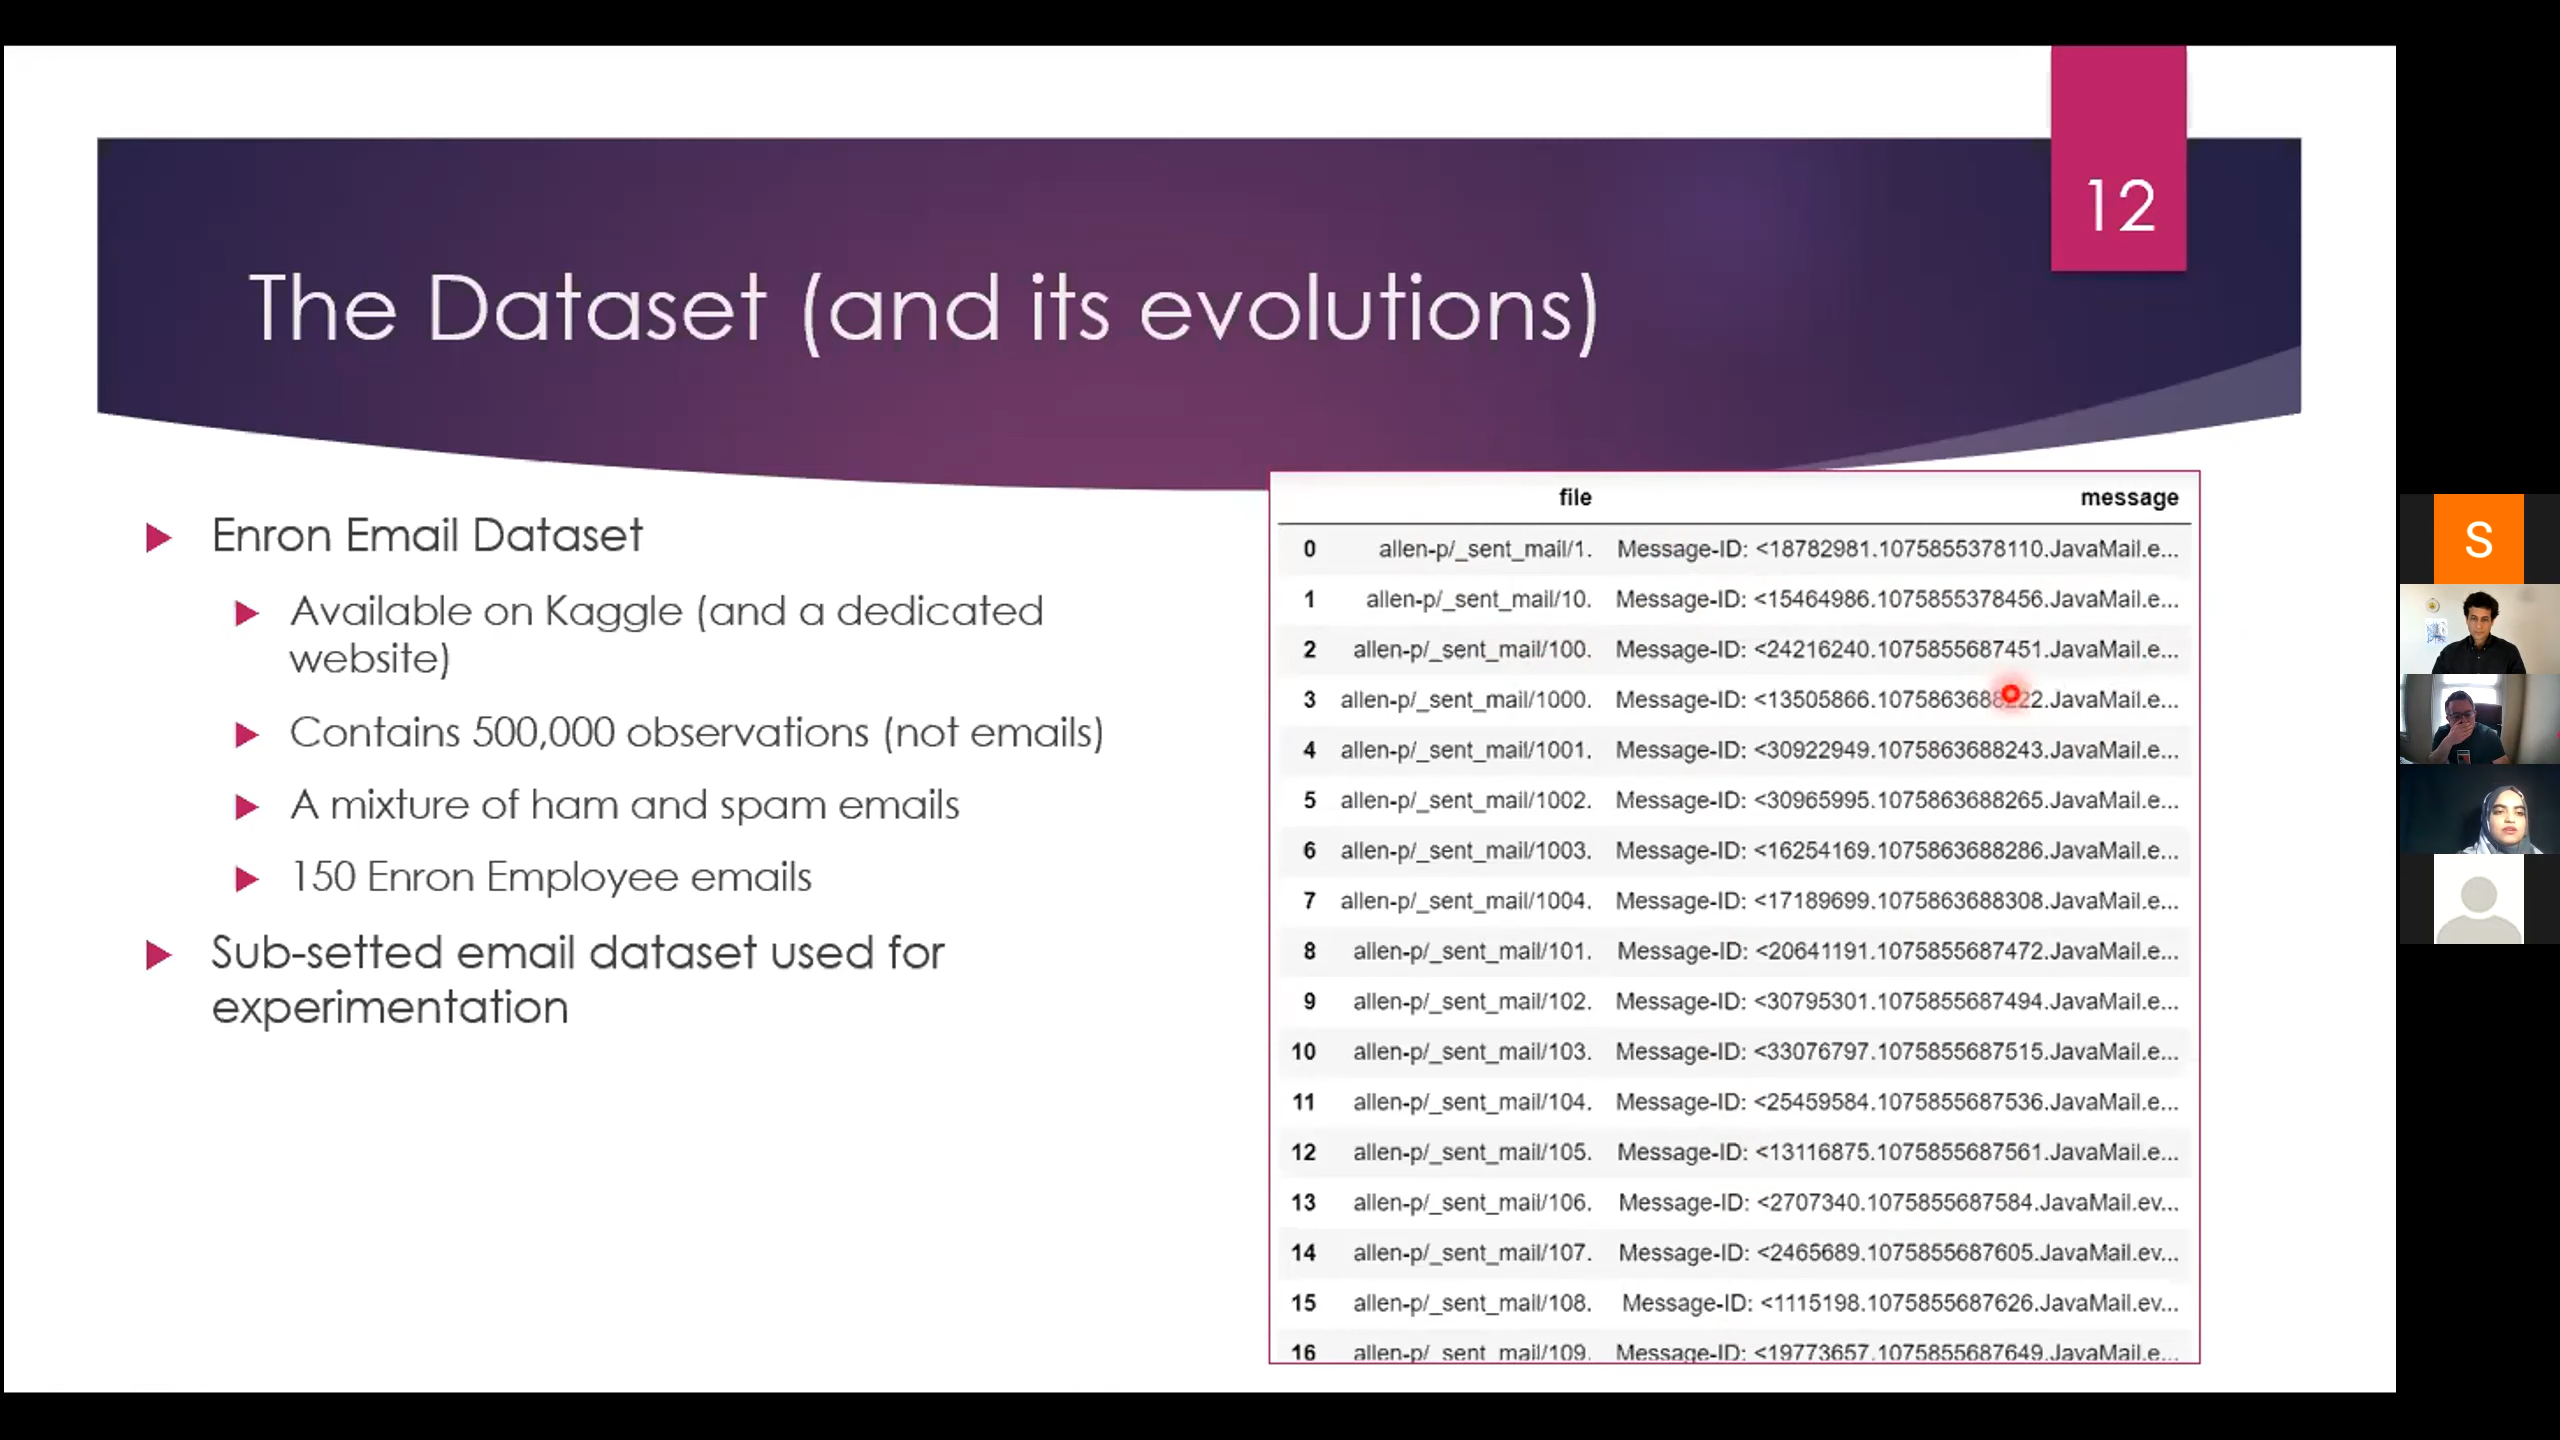 12
The Dataset (and its evolutions)
Enron Email Dataset
Available on Kaggle (and a dedicated
website)
Contains 500,000 observations (not emails)
A mixture of ham and spam emails
150 Enron Employee emails
Sub-setted email dataset used for
experimentation
file message
0 allen-p/_sent_mail/1. Message-ID: <18782981.1075855378110.JavaMail.e...
1 allen-p/_sent_mail/10. Message-ID: <15464986.1075855378456.JavaMail.e...
2 allen-p/_sent_mail/100. Message-ID: <24216240.1075855687451.JavaMail.e...
3 allen-p/_sent_mail/1000. Message-ID:
4 allen-p/_sent_mail/1001. Message-ID: <30922949.1075863688243.JavaMail.e...
5 allen-p/_sent_mail/1002. Message-ID: <30965995.1075863688265.JavaMail.e...
6 allen-p/_sent_mail/1003. Message-ID: <16254169.1075863688286.JavaMail.e...
7 allen-p/_sent_mail/1004. Message-ID: <17189699.1075863688308.JavaMail.e...
8 allen-p/_sent_mail/101. Message-ID: <20641191.1075855687472.JavaMail.e...
9 allen-p/_sent_mail/102. Message-ID: <30795301.1075855687494.JavaMail.e...
10 allen-p/_sent_mail/103. Message-ID: <33076797.1075855687515.JavaMail.e...
11 allen-p/_sent_mail/104. Message-ID: <25459584.1075855687536.JavaMail.e...
12 allen-p/_sent_mail/105. Message-ID: <13116875.1075855687561.JavaMail.e...
13 allen-p/_sent_mail/106. Message-ID: <2707340.1075855687584.JavaMail.ev...
14 allen-p/_sent_mail/107. Message-ID: <2465689.1075855687605.JavaMail.ev...
15 allen-p/_sent_mail/108. Message-ID: <1115198.1075855687626.JavaMail.ev...
16 allen-p/_sent_mail/109. Message-ID: <19773657.1075855687649.JavaMail.e...
S